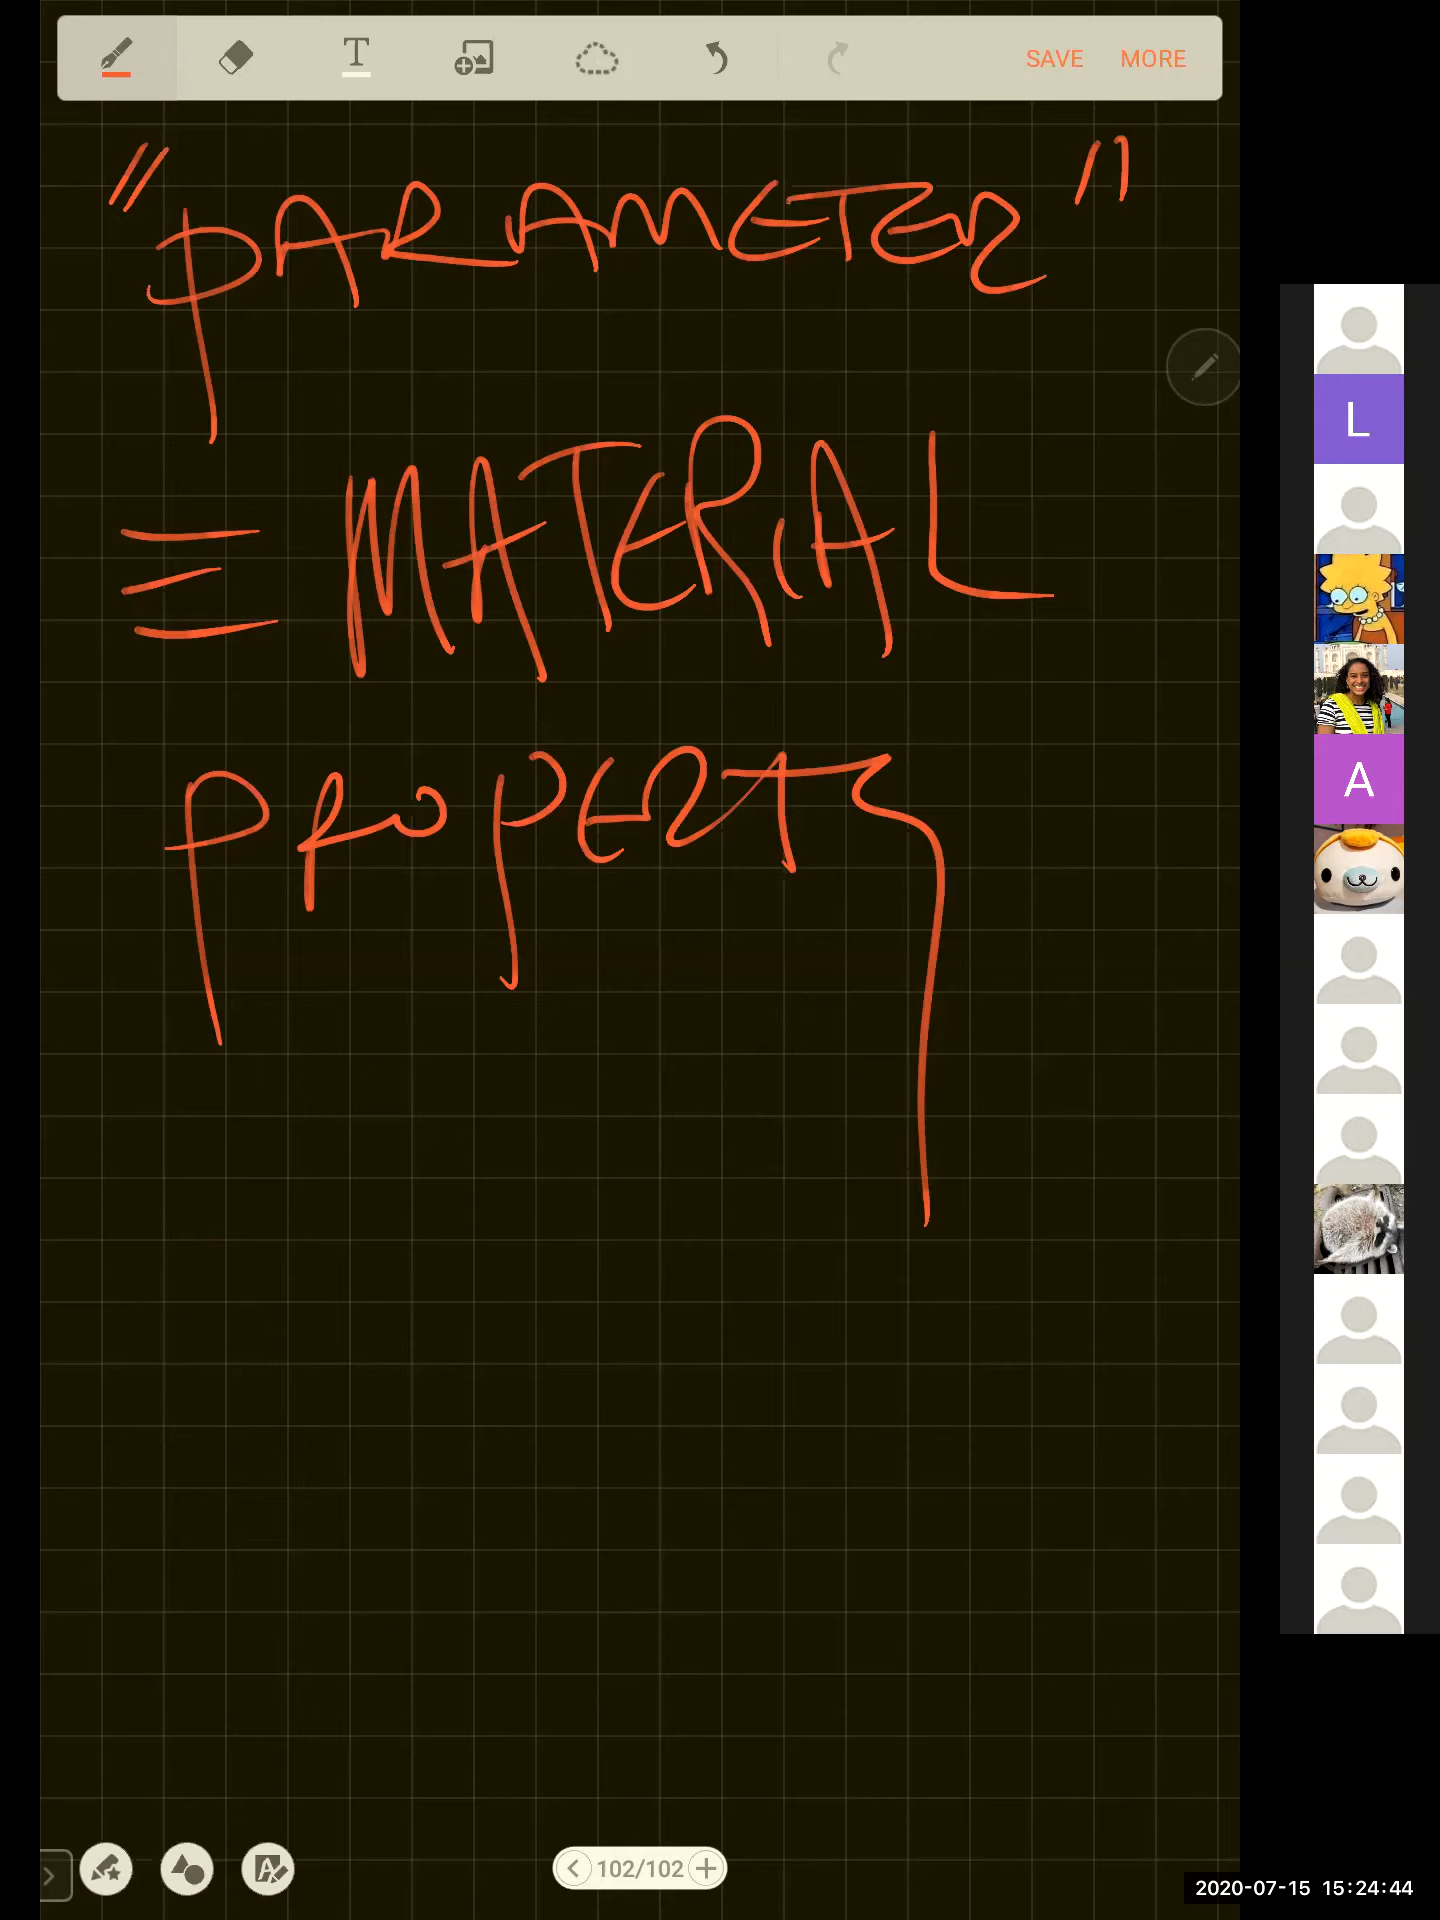 T SAVE MORE
"PARAMETER"
≡ MATERIAL
PROPERTY
L
A
102/102
2020-07-15 15:24:44